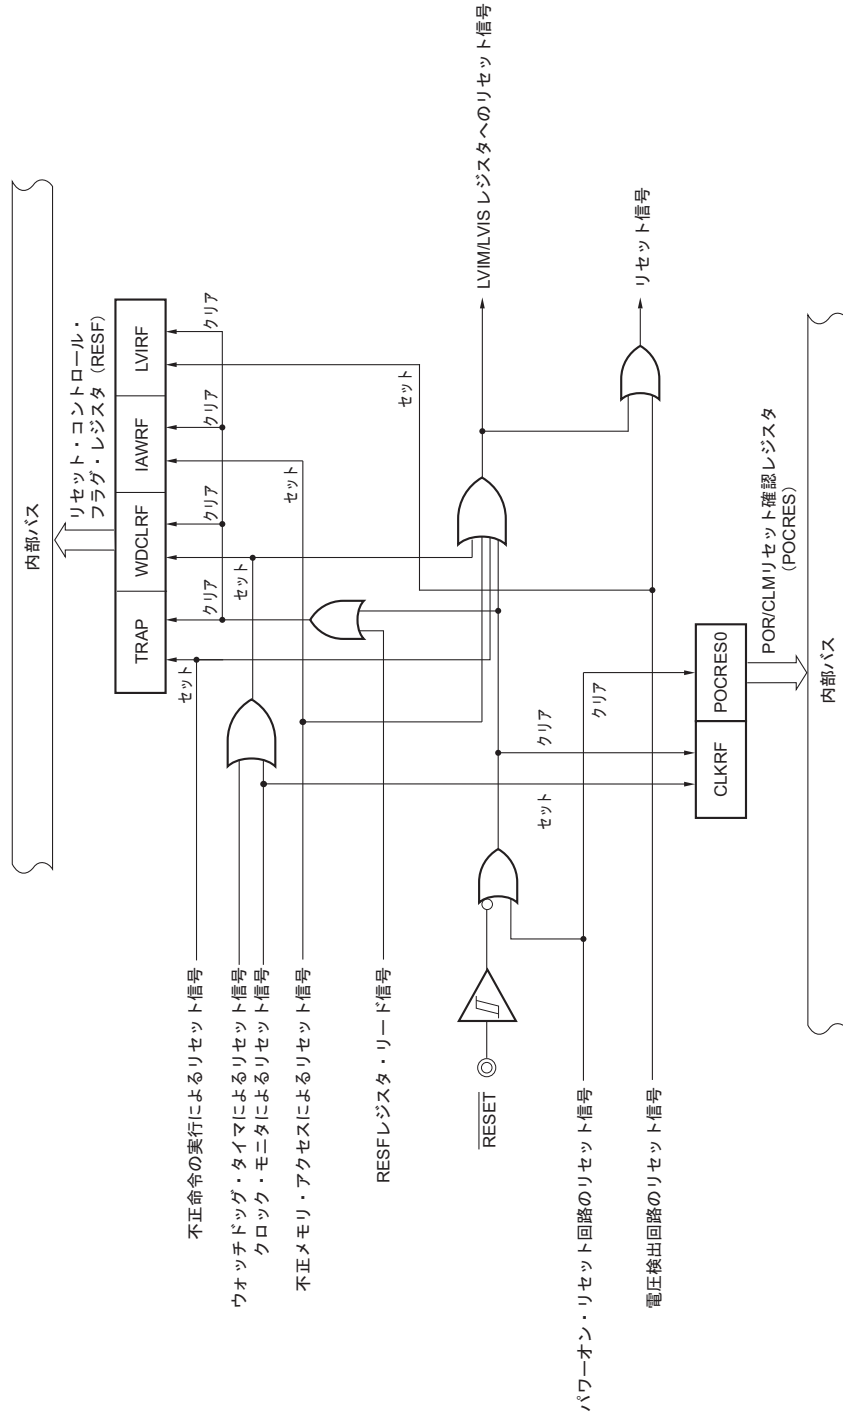 内部バス
リセット・コントロール・
フラグ・レジスタ（RESF）
TRAP
WDCLRF
IAWRF
LVIRF
セット
クリア
セット
クリア
セット
クリア
セット
クリア
不正命令の実行によるリセット信号
ウォッチドッグ・タイマによるリセット信号
クロック・モニタによるリセット信号
不正メモリ・アクセスによるリセット信号
RESFレジスタ・リード信号
RESET
LVIM/LVIS レジスタへのリセット信号
セット
クリア
クリア
パワーオン・リセット回路のリセット信号
電圧検出回路のリセット信号
リセット信号
CLKRF
POCRES0
POR/CLMリセット確認レジスタ
（POCRES）
内部バス